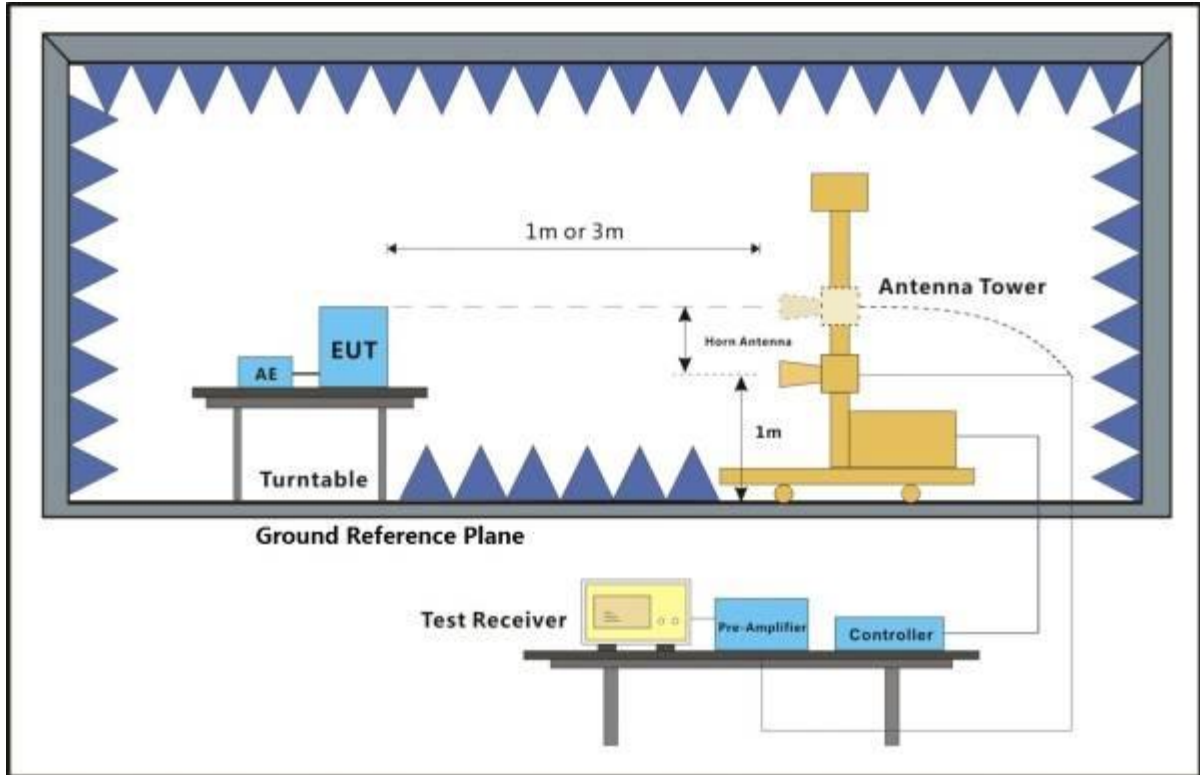 1m or 3m
Antenna Tower
Horn Antenna
EUT
AE
1m
Turntable
Ground Reference Plane
Test Receiver
Pre-Amplifier
Controller